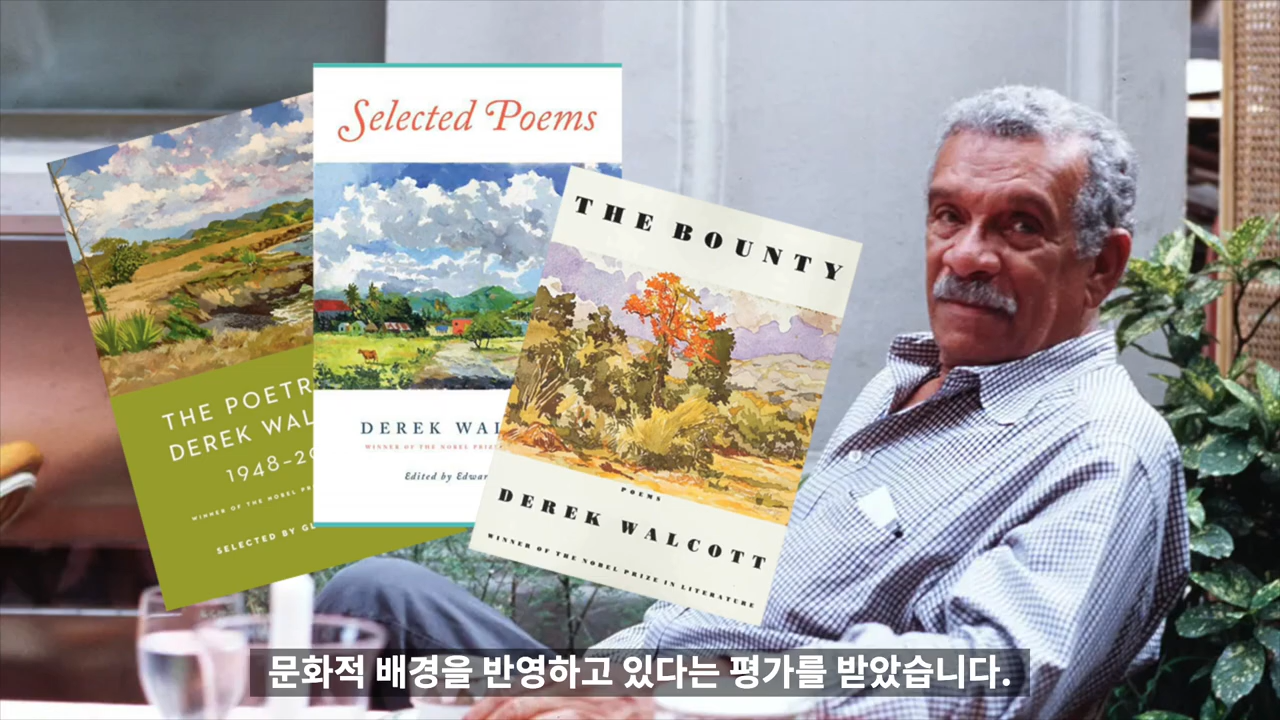 THE POETR
DEREK WAL
1948-20
WINNER OF THE NOBEL PR
SELECTED BY GL
Selected Poems
DEREK WAL
WINNER OF THE NOBEL PRIZE
Edited by Edwar
THE BOUNTY
POEMS
DEREK WALCOTT
WINNER OF THE NOBEL PRIZE IN LITERATURE
문화적 배경을 반영하고 있다는 평가를 받았습니다.